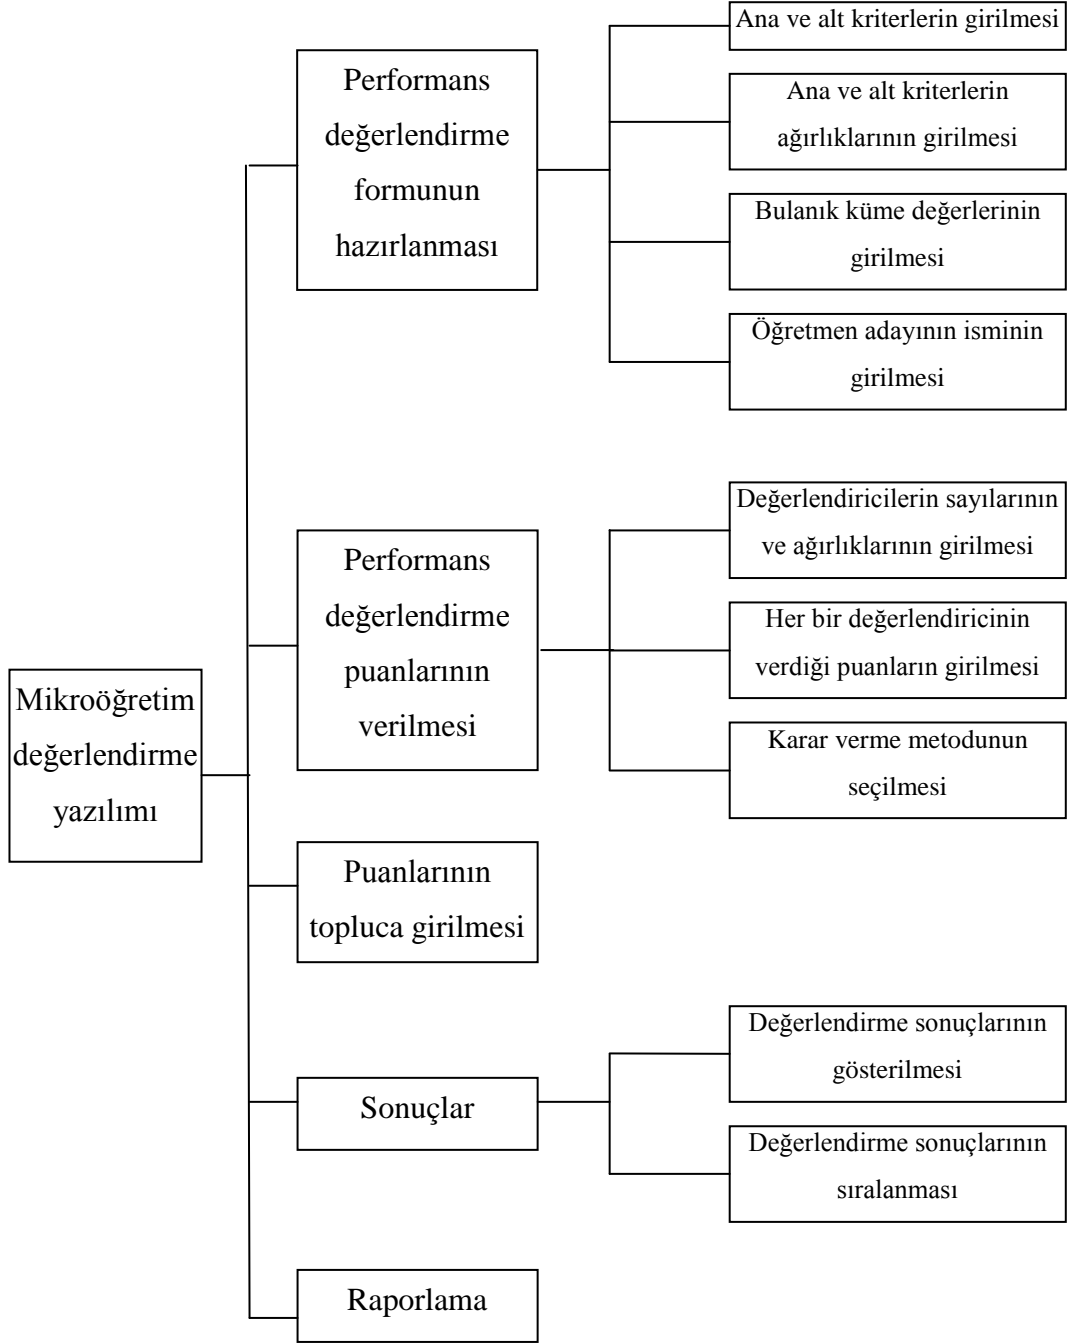 Ana ve alt kriterlerin girilmesi
Performans
değerlendirme
formunun
hazırlanması
Ana ve alt kriterlerin
ağırlıklarının girilmesi
Bulanık küme değerlerinin
girilmesi
Öğretmen adayının isminin
girilmesi
Performans
değerlendirme
puanlarının
verilmesi
Değerlendiricilerin sayılarının
ve ağırlıklarının girilmesi
Her bir değerlendiricinin
verdiği puanların girilmesi
Karar verme metodunun
seçilmesi
Mikroöğretim
değerlendirme
yazılımı
Puanlarının
topluca girilmesi
Sonuçlar
Değerlendirme sonuçlarının
gösterilmesi
Değerlendirme sonuçlarının
sıralanması
Raporlama